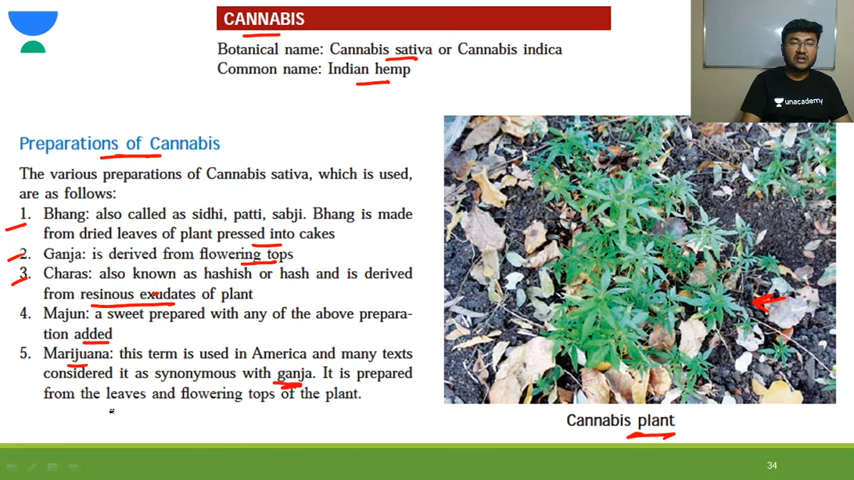 CANNABIS
Botanical name: Cannabis sativa or Cannabis indica
Common name: Indian hemp
unacademy
Preparations of Cannabis
The various preparations of Cannabis sativa, which is used,
are as follows:
1. Bhang: also called as sidhi, patti, sabji. Bhang is made
from dried leaves of plant pressed into cakes
2. Ganja: is derived from flowering tops
3. Charas: also known as hashish or hash and is derived
from resinous exudates of plant
4. Majun: a sweet prepared with any of the above prepara-
tion added
5. Marijuana: this term is used in America and many texts
considered it as synonymous with ganja. It is prepared
from the leaves and flowering tops of the plant.
Cannabis plant
34